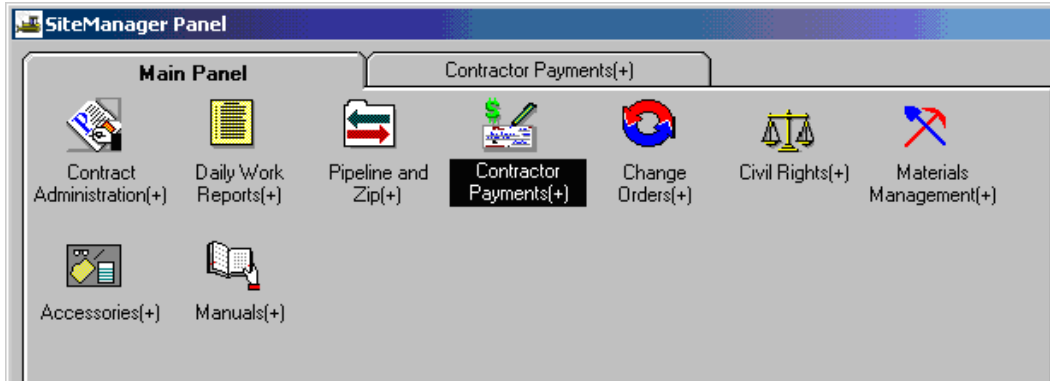 SiteManager Panel
Main Panel
Contractor Payments(+)
Contract
Administration(+)
Daily Work
Reports(+)
Pipeline and
Zip(+)
Contractor
Payments(+)
Change
Orders(+)
Civil Rights(+)
Materials
Management(+)
Accessories(+)
Manuals(+)